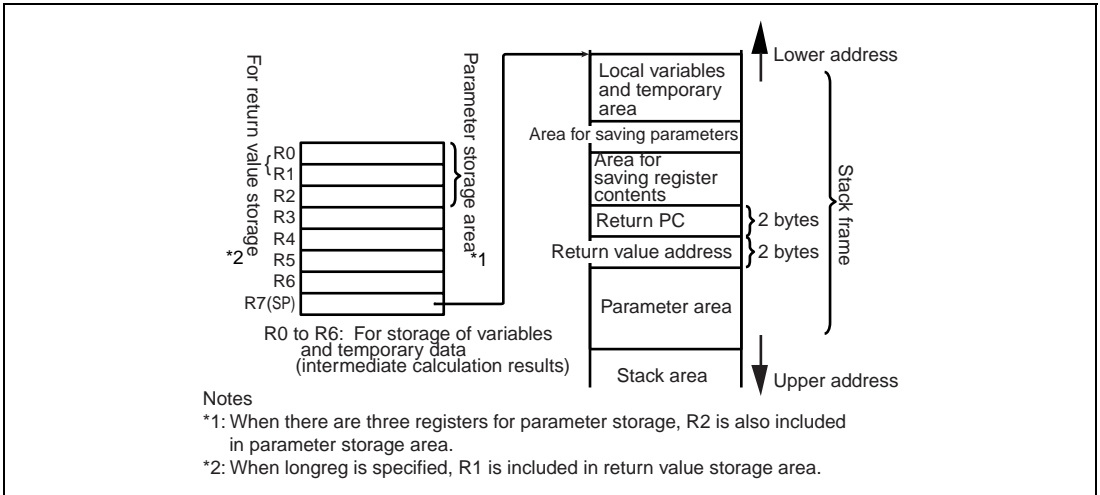 For return value storage
*2
R0
R1
R2
R3
R4
R5
R6
R7(SP)
Parameter storage area
*1
R0 to R6: For storage of variables
and temporary data
(intermediate calculation results)
Local variables
and temporary
area
Area for saving parameters
Area for
saving register
contents
Return PC
2 bytes
Return value address
2 bytes
Parameter area
Stack area
Lower address
Stack frame
Upper address
Notes
*1: When there are three registers for parameter storage, R2 is also included
in parameter storage area.
*2: When longreg is specified, R1 is included in return value storage area.